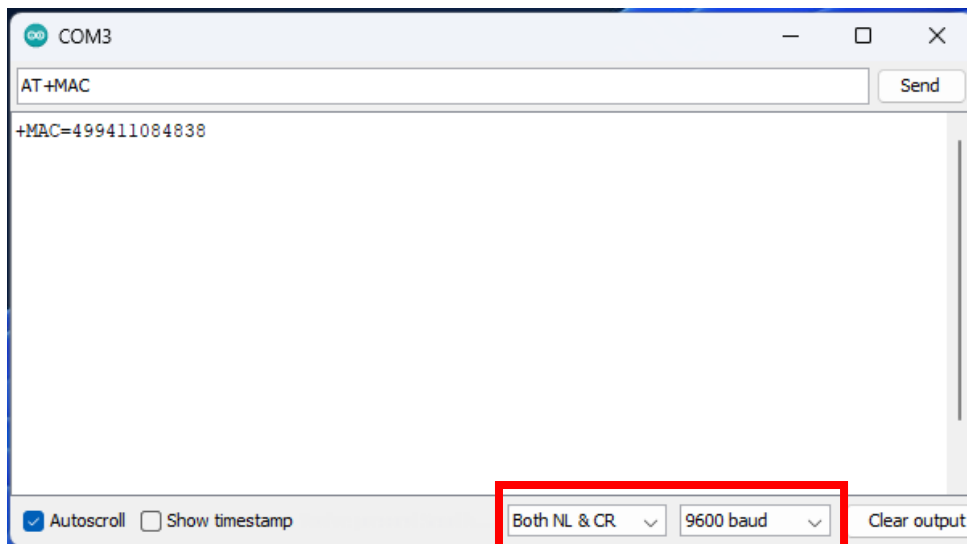 COM3
AT+MAC
Send
+MAC=499411084838
Autoscroll Show timestamp Both NL & CR 9600 baud Clear output